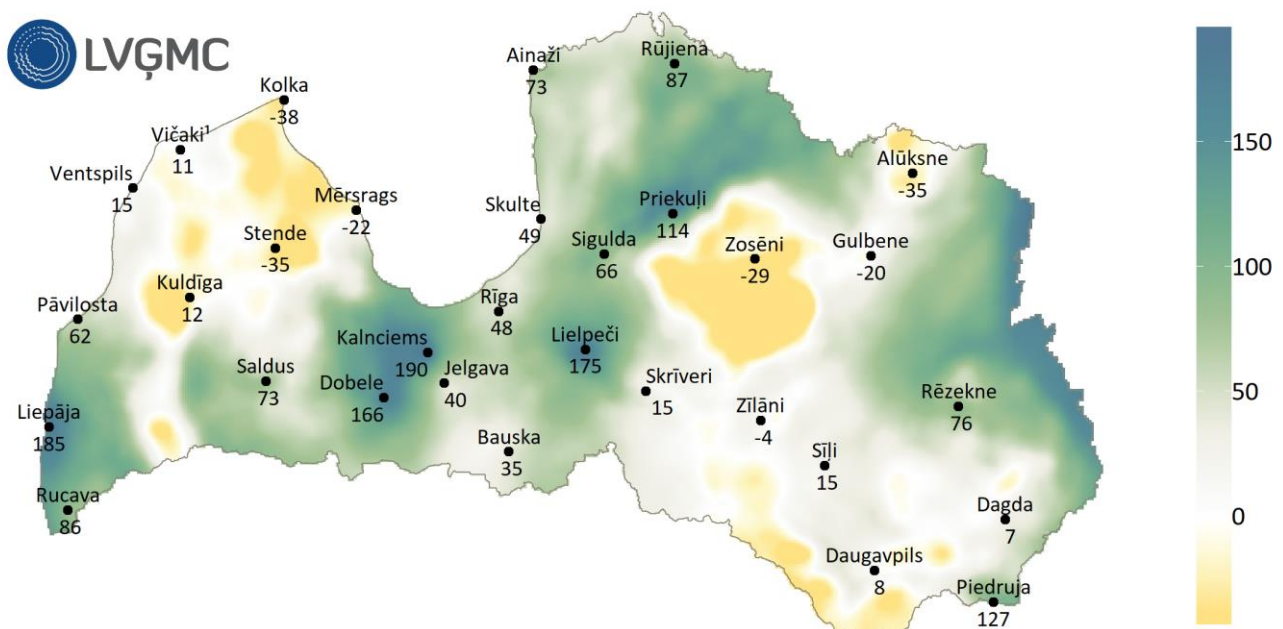 LVĢMC
Ainaži
73
Rūjiena
87
Kolka
-38
Vičaki¹
11
Ventspils
15
Mērsrags
-22
Stende
-35
Kuldīga
12
Pāvilosta
62
Skulte
49
Priekuļi
114
Sigulda
66
Zosēni
-29
Alūksne
-35
Gulbene
-20
Rīga
48
Kalnciems
190
Lielpeči
175
Saldus
73
Dobele
166
Jelgava
40
Skrīveri
15
Rēzekne
76
Liepāja
185
Zīlāni
-4
Bauska
35
Sīļi
15
Rucava
86
Dagda
7
Daugavpils
8
Piedruja
127
150
100
50
0